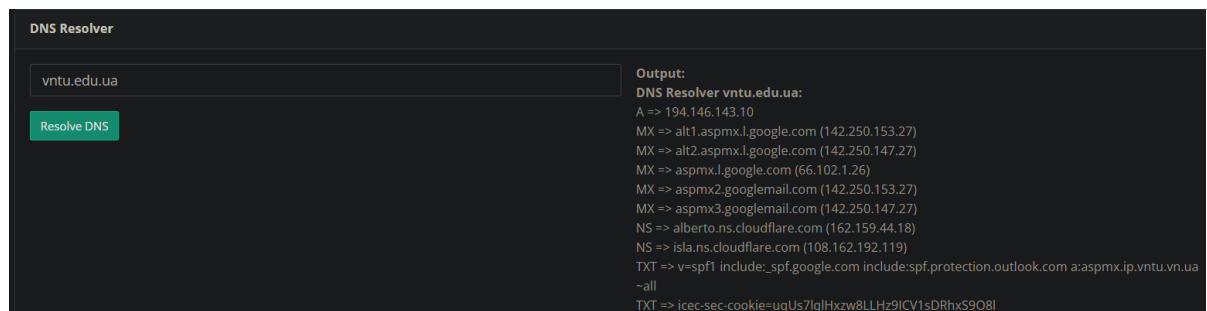 DNS Resolver
vntu.edu.ua
Resolve DNS
Output:
DNS Resolver vntu.edu.ua:
A => 194.146.143.10
MX => alt1.aspmx.l.google.com (142.250.153.27)
MX => alt2.aspmx.l.google.com (142.250.147.27)
MX => aspmx.l.google.com (66.102.1.26)
MX => aspmx2.googlemail.com (142.250.153.27)
MX => aspmx3.googlemail.com (142.250.147.27)
NS => alberto.ns.cloudflare.com (162.159.44.18)
NS => isla.ns.cloudflare.com (108.162.192.119)
TXT => v=spf1 include:_spf.google.com include:spf.protection.outlook.com a:aspmx.ip.vntu.vn.ua
~all
TXT =>